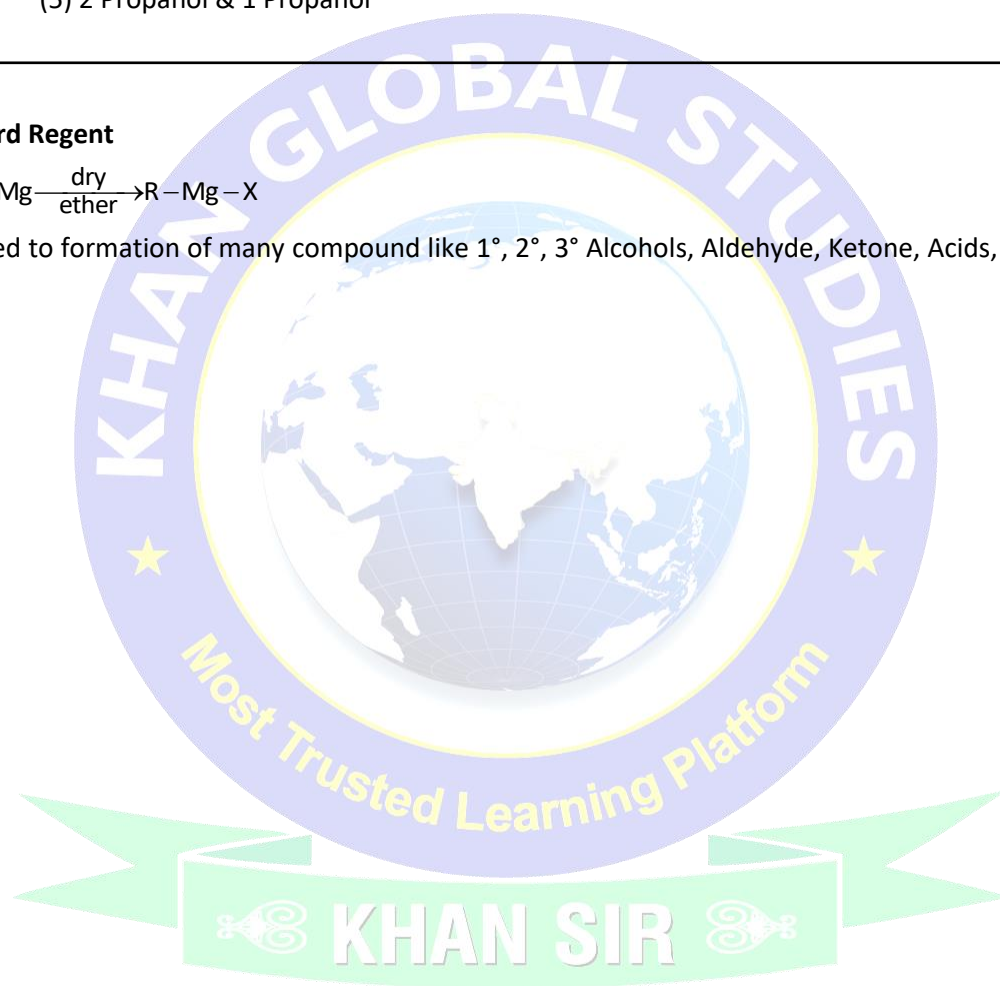 (5) 2 Propanol & 1 Propanol
rd Regent
Mg dry ether → R – Mg – X
ed to formation of many compound like 1°, 2°, 3° Alcohols, Aldehyde, Ketone, Acids,
KHAN GLOBAL STUDIES
Most Trusted Learning Platform
KHAN SIR